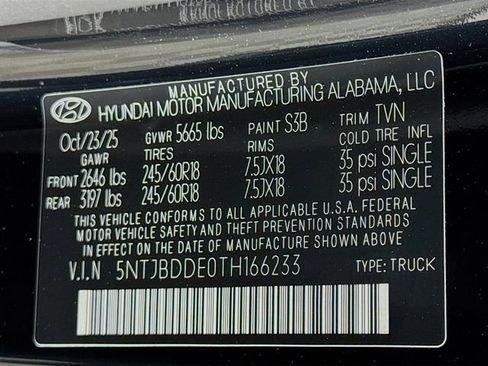 MANUFACTURED BY
HYUNDAI MOTOR MANUFACTURING ALABAMA, LLC
Oct/23/25 GVWR 5665 lbs PAINT S3B TRIM TVN
GAWR TIRES RIMS COLD TIRE INFL
FRONT 2646 lbs 245/60R18 7.5JX18 35 psi SINGLE
REAR 3197 lbs 245/60R18 7.5JX18 35 psi SINGLE
THIS VEHICLE CONFORMS TO ALL APPLICABLE U.S.A. FEDERAL
MOTOR VEHICLE SAFETY AND THEFT PREVENTION STANDARDS
IN EFFECT ON THE DATE OF MANUFACTURE SHOWN ABOVE.
V.I.N 5NTJBDDE0TH166233 TYPE: TRUCK